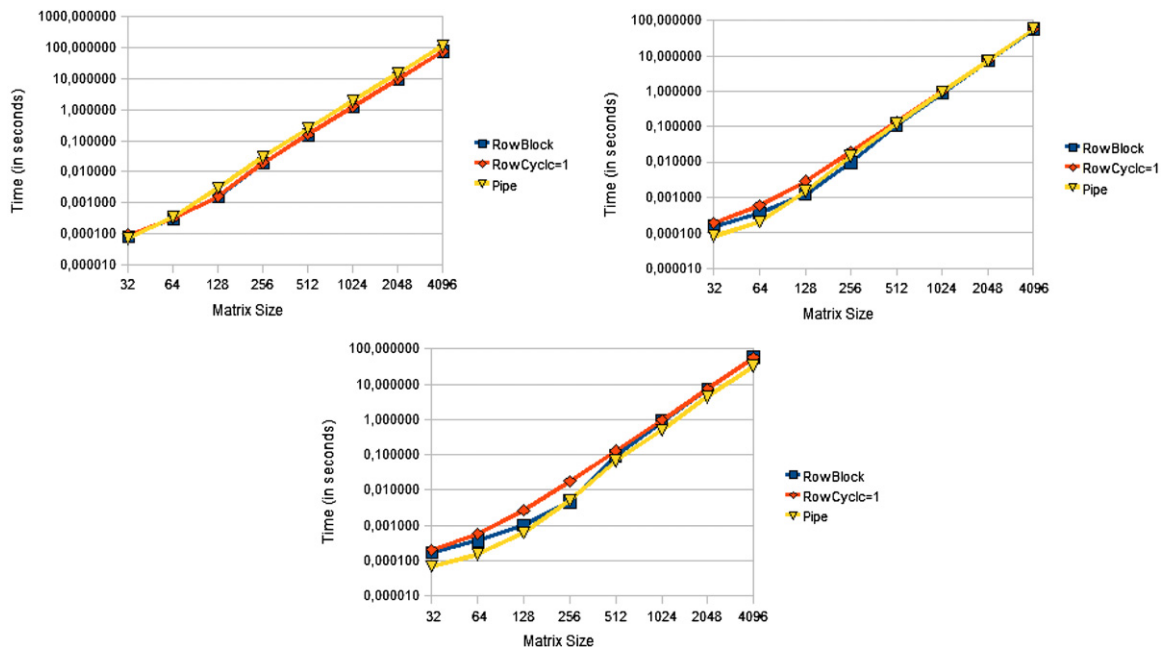 1000,000000
100,000000
10,000000
1,000000
0,100000
0,010000
0,001000
0,000100
0,000010
Time (in seconds)
32 64 128 256 512 1024 2048 4096
Matrix Size
RowBlock
RowCyclc=1
Pipe
100,000000
10,000000
1,000000
0,100000
0,010000
0,001000
0,000100
0,000010
Time (in seconds)
32 64 128 256 512 1024 2048 4096
Matrix Size
RowBlock
RowCyclc=1
Pipe
100,000000
10,000000
1,000000
0,100000
0,010000
0,001000
0,000100
0,000010
Time (in seconds)
32 64 128 256 512 1024 2048 4096
Matrix Size
RowBlock
RowCyclc=1
Pipe